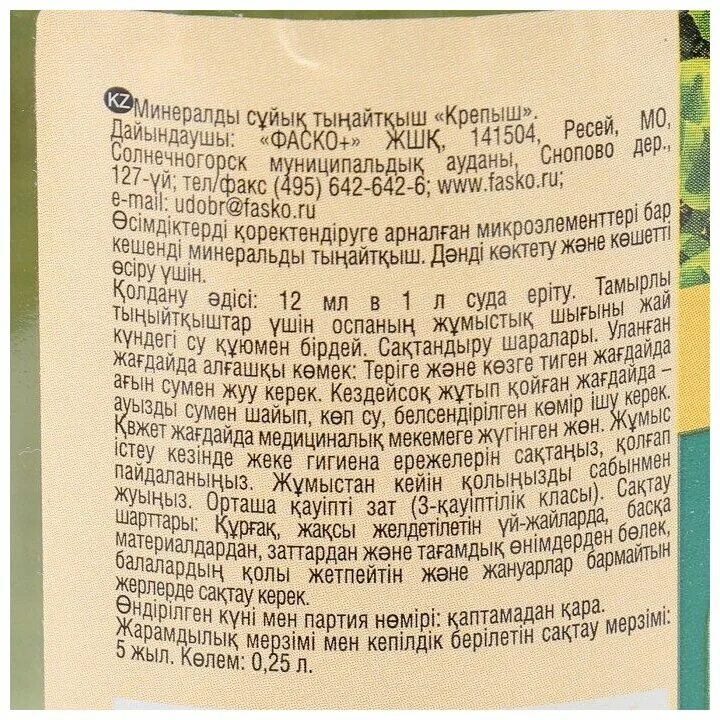 KZ Минералды сұйық тыңайтқыш «Крепыш».
Дайындаушы: «ФАСКО+» ЖШҚ, 141504, Ресей, МО,
Солнечногорск муниципальдық ауданы, Снопово дер.,
127-үй; тел/факс (495) 642-642-6; www.fasko.ru;
e-mail: udobr@fasko.ru
Өсімдіктерді қоректендіруге арналған микроэлементтері бар
кешенді минеральды тыңайтқыш. Дәнді көктету және көшетті
өсіру үшін.
Қолдану әдісі: 12 мл в 1 л суда еріту. Тамырлы
тыңыйтқыштар үшін оспаның жұмыстық шығыны жай
күндегі су құюмен бірдей. Сақтандыру шаралары. Уланған
жағдайда алғашқы көмек: Теріге және көзге тиген жағдайда
ағын сумен жуу керек. Кездейсоқ жұтып қойған жағдайда –
ауызды сумен шайып, көп су, белсендірілген көмір ішу керек.
Қвжет жағдайда медициналық мекемеге жүгінген жөн. Жұмыс
істеу кезінде жеке гигиена ережелерін сақтаңыз, қолғап
пайдаланыңыз. Жұмыстан кейін қолыңызды сабынмен
жуыңыз. Орташа қауіпті зат (3-қауіптілік класы). Сақтау
шарттары: Құрғақ, жақсы желдетілетін үй-жайларда, басқа
материалдардан, заттардан және тағамдық өнімдерден бөлек,
балалардың қолы жетпейтін және жануарлар бармайтын
жерлерде сақтау керек.
Өндірілген күні мен партия нөмірі: қаптамадан қара.
Жарамдылық мерзімі мен кепілдік берілетін сақтау мерзімі:
5 жыл. Көлем: 0,25 л.